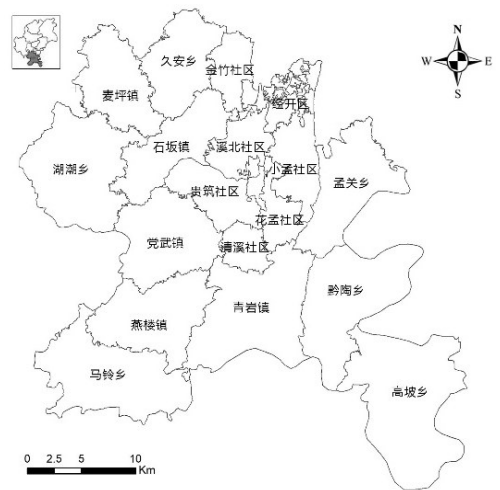 久安乡
金竹社区
N
W
E
S
麦坪镇
经开区
石坂镇
溪北社区
湖潮乡
小孟社区
孟关乡
贵筑社区
花孟社区
党武镇
清溪社区
黔陶乡
青岩镇
燕楼镇
马铃乡
高坡乡
0 2.5 5 10
Km